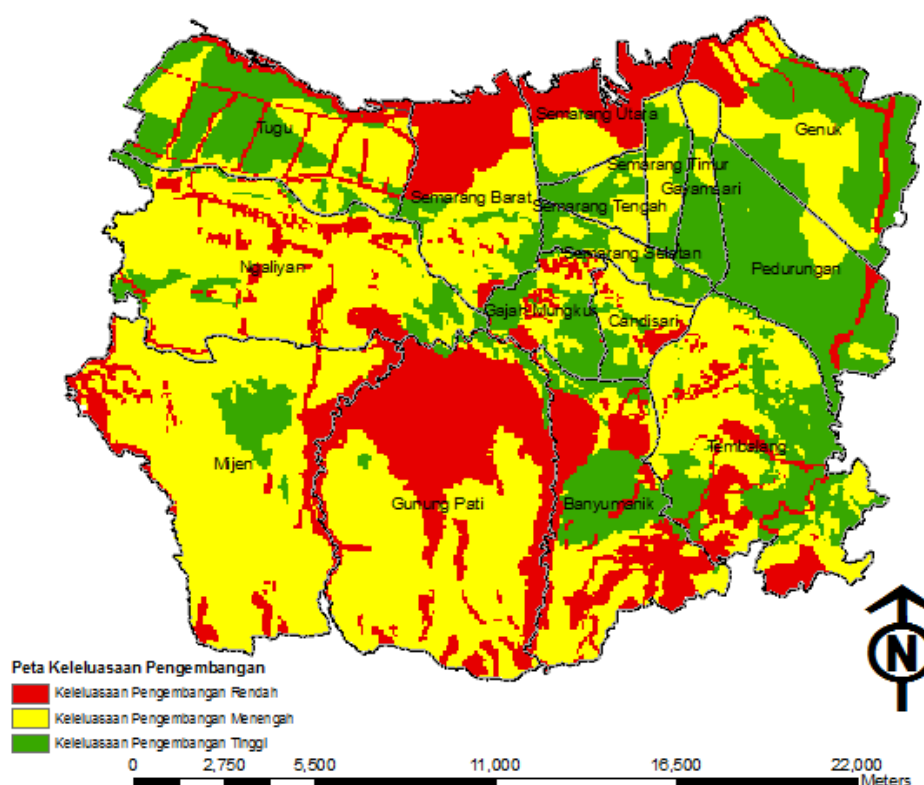 Semarang Utara
Tugu
Genuk
Semarang Timur
Gayamsari
Semarang Barat
Semarang Tengah
Semarang Selatan
Ngaliyan
Pedurungan
Gajah Mungkur
Candisari
Tembalang
Mijen
Gunung Pati
Banyumanik
N
Peta Keleluasaan Pengembangan
Keleluasaan Pengembangan Rendah
Keleluasaan Pengembangan Menengah
Keleluasaan Pengembangan Tinggi
0 2,750 5,500 11,000 16,500 22,000
Meters